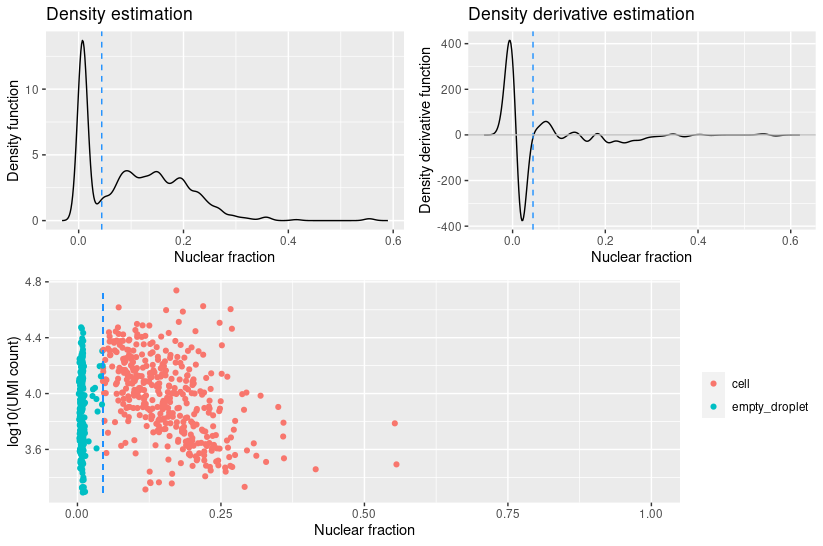 Density estimation
Density function
10
5
0
0.0 0.2 0.4 0.6
Nuclear fraction
Density derivative estimation
Density derivative function
400
200
0
-200
-400
0.0 0.2 0.4 0.6
Nuclear fraction
log10(UMI count)
4.8
4.4
4.0
3.6
0.00 0.25 0.50 0.75 1.00
Nuclear fraction
cell
empty_droplet